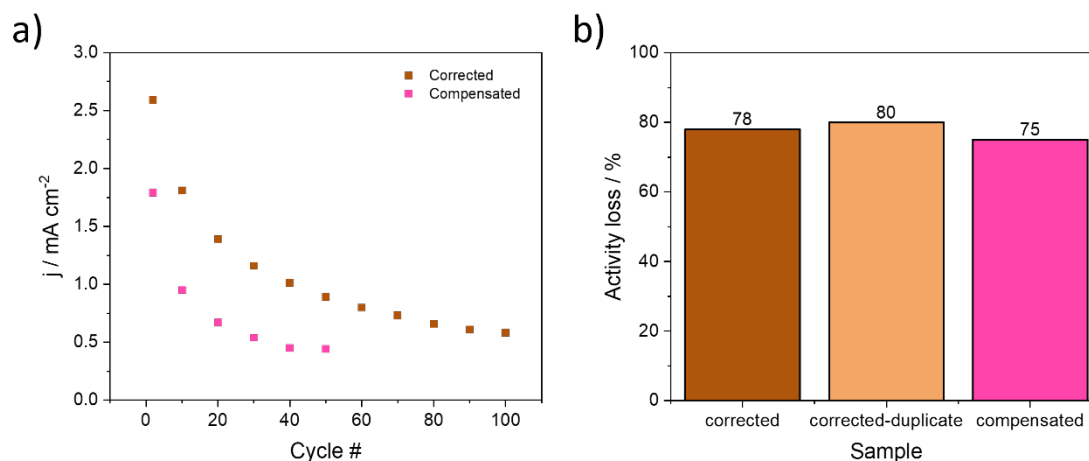 a)
3.0
2.5
2.0
1.5
1.0
0.5
0.0
j / mA cm⁻²
Corrected
Compensated
0 20 40 60 80 100
Cycle #
b)
100
80
60
40
20
0
Activity loss / %
78 80 75
corrected corrected-duplicate compensated
Sample